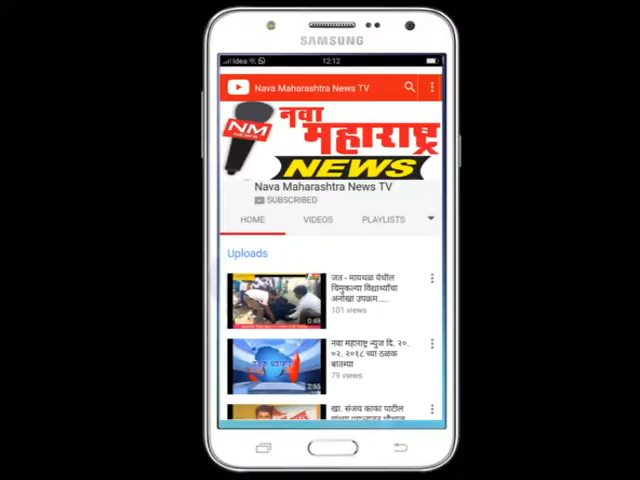 SAMSUNG
Idea
12:12
Nava Maharashtra News TV
नवा
महाराष्ट्र
NM
NEWS
NEWS
Nava Maharashtra News TV
SUBSCRIBED
HOME VIDEOS PLAYLISTS
Uploads
जत - मायथळ येथील
चिमुकल्या विद्यार्थ्यांचा
अनोखा उपक्रम.....
101 views
0:48
नवा महाराष्ट्र न्युज दि. २०.
०२. २०१८ च्या ठळक
बातम्या
79 views
2:55
खा. संजय काका पाटील